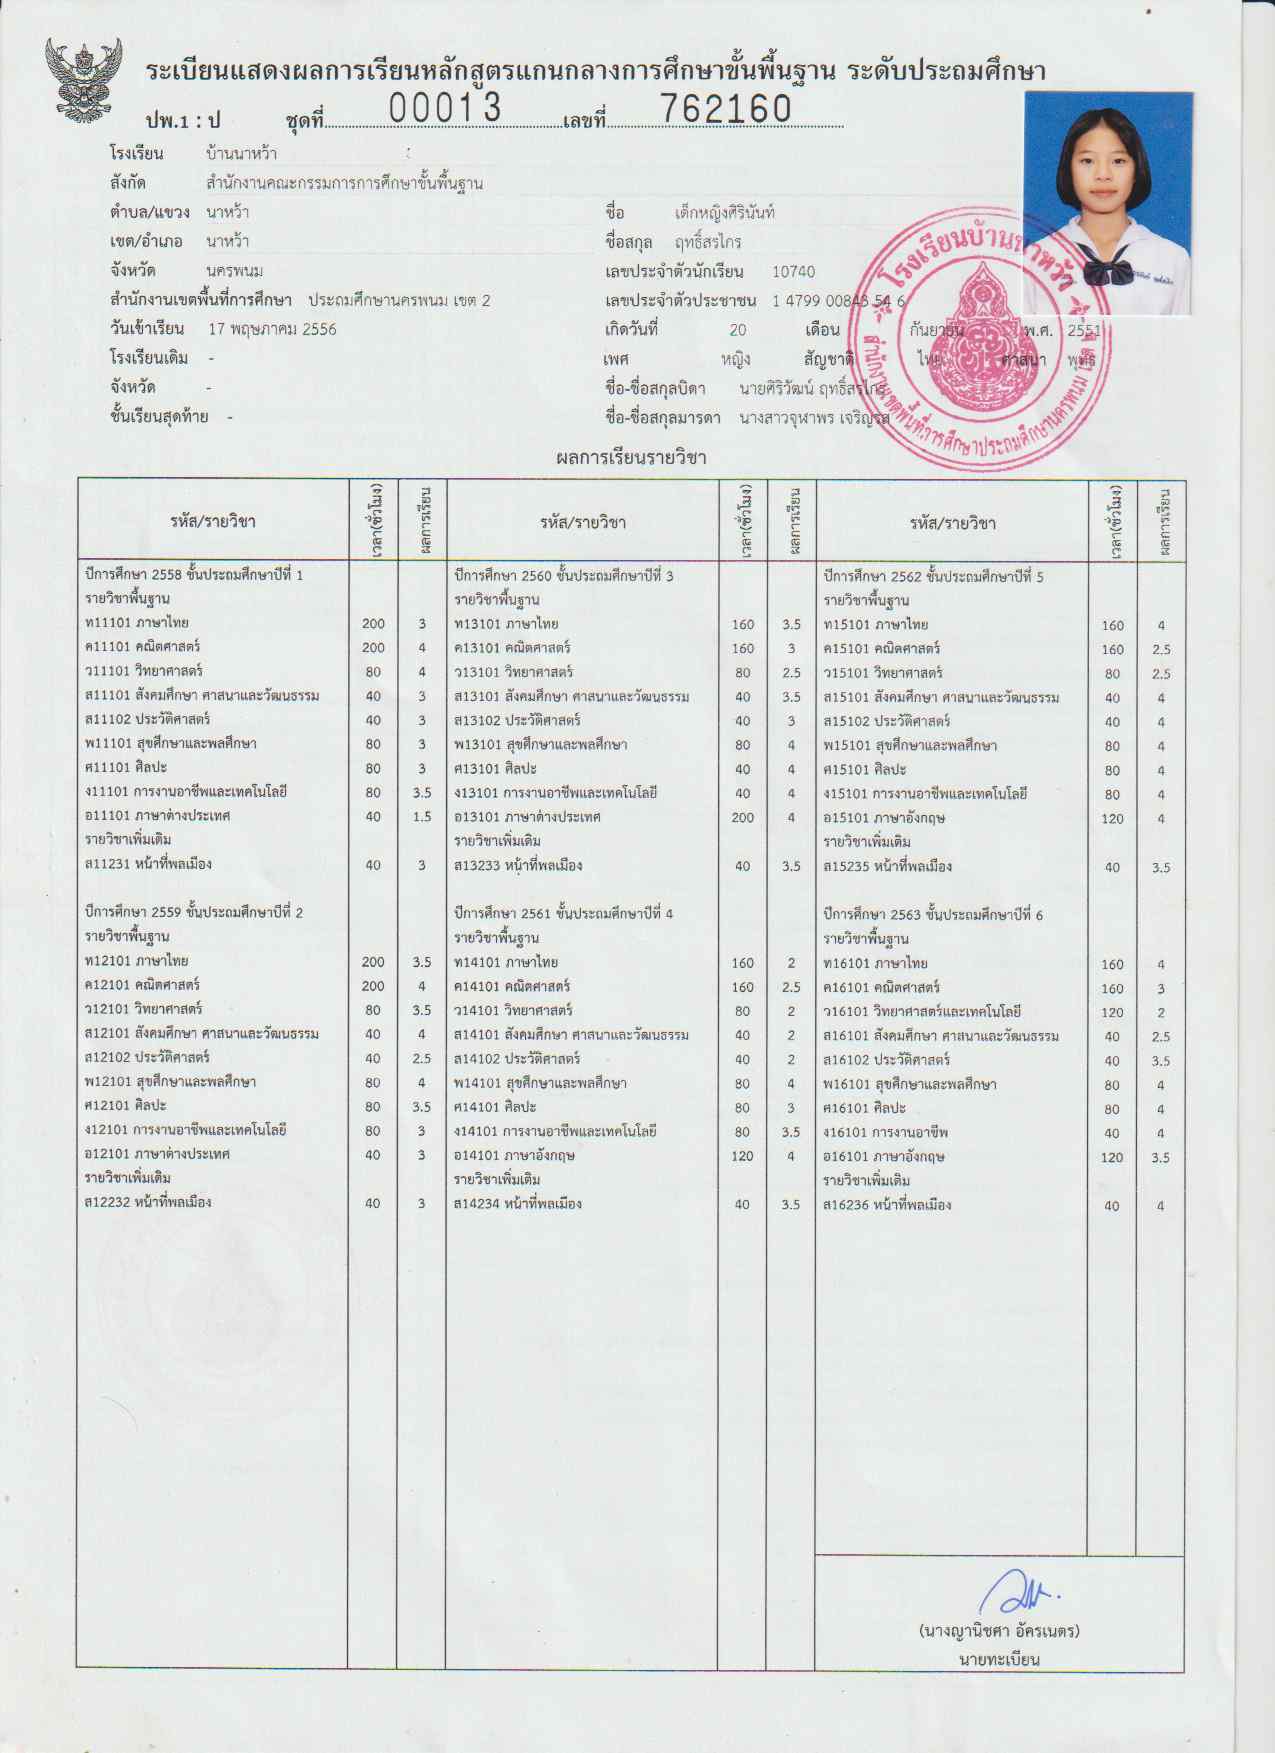 ระเบียนแสดงผลการเรียนหลักสูตรแกนกลางการศึกษาขั้นพื้นฐาน ระดับประถมศึกษา
ปพ.1 : ป ชุดที่ 00013 เลขที่ 762160
โรงเรียน บ้านนาหว้า
สังกัด สำนักงานคณะกรรมการการศึกษาขั้นพื้นฐาน
ตำบล/แขวง นาหว้า
เขต/อำเภอ นาหว้า
จังหวัด นครพนม
สำนักงานเขตพื้นที่การศึกษา ประถมศึกษานครพนม เขต 2
วันเข้าเรียน 17 พฤษภาคม 2556
โรงเรียนเดิม -
จังหวัด -
ชั้นเรียนสุดท้าย -
ชื่อ เด็กหญิงศิรินันท์
ชื่อสกุล ฤทธิ์สรไกร
เลขประจำตัวนักเรียน 10740
เลขประจำตัวประชาชน 1 4799 00843 54 6
เกิดวันที่ 20 เดือน กันยายน พ.ศ. 2551
เพศ หญิง สัญชาติ ไทย ศาสนา พุทธ
ชื่อ-ชื่อสกุลบิดา นายศิริวัฒน์ ฤทธิ์สรไกร
ชื่อ-ชื่อสกุลมารดา นางสาวจุฬาพร เจริญรส
โรงเรียนบ้านนาหว้า
สำนักงานเขตพื้นที่การศึกษาประถมศึกษานครพนม เขต 2
ผลการเรียนรายวิชา
รหัส/รายวิชา เวลา(ชั่วโมง) ผลการเรียน รหัส/รายวิชา เวลา(ชั่วโมง) ผลการเรียน รหัส/รายวิชา เวลา(ชั่วโมง) ผลการเรียน
ปีการศึกษา 2558 ชั้นประถมศึกษาปีที่ 1
รายวิชาพื้นฐาน
ท11101 ภาษาไทย 200 3
ค11101 คณิตศาสตร์ 200 4
ว11101 วิทยาศาสตร์ 80 4
ส11101 สังคมศึกษา ศาสนาและวัฒนธรรม 40 3
ส11102 ประวัติศาสตร์ 40 3
พ11101 สุขศึกษาและพลศึกษา 80 3
ศ11101 ศิลปะ 80 3
ง11101 การงานอาชีพและเทคโนโลยี 80 3.5
อ11101 ภาษาต่างประเทศ 40 1.5
รายวิชาเพิ่มเติม
ส11231 หน้าที่พลเมือง 40 3
ปีการศึกษา 2559 ชั้นประถมศึกษาปีที่ 2
รายวิชาพื้นฐาน
ท12101 ภาษาไทย 200 3.5
ค12101 คณิตศาสตร์ 200 4
ว12101 วิทยาศาสตร์ 80 3.5
ส12101 สังคมศึกษา ศาสนาและวัฒนธรรม 40 4
ส12102 ประวัติศาสตร์ 40 2.5
พ12101 สุขศึกษาและพลศึกษา 80 4
ศ12101 ศิลปะ 80 3.5
ง12101 การงานอาชีพและเทคโนโลยี 80 3
อ12101 ภาษาต่างประเทศ 40 3
รายวิชาเพิ่มเติม
ส12232 หน้าที่พลเมือง 40 3
ปีการศึกษา 2560 ชั้นประถมศึกษาปีที่ 3
รายวิชาพื้นฐาน
ท13101 ภาษาไทย 160 3.5
ค13101 คณิตศาสตร์ 160 3
ว13101 วิทยาศาสตร์ 80 2.5
ส13101 สังคมศึกษา ศาสนาและวัฒนธรรม 40 3.5
ส13102 ประวัติศาสตร์ 40 3
พ13101 สุขศึกษาและพลศึกษา 80 4
ศ13101 ศิลปะ 40 4
ง13101 การงานอาชีพและเทคโนโลยี 40 4
อ13101 ภาษาต่างประเทศ 200 4
รายวิชาเพิ่มเติม
ส13233 หน้าที่พลเมือง 40 3.5
ปีการศึกษา 2561 ชั้นประถมศึกษาปีที่ 4
รายวิชาพื้นฐาน
ท14101 ภาษาไทย 160 2
ค14101 คณิตศาสตร์ 160 2.5
ว14101 วิทยาศาสตร์ 80 2
ส14101 สังคมศึกษา ศาสนาและวัฒนธรรม 40 2
ส14102 ประวัติศาสตร์ 40 2
พ14101 สุขศึกษาและพลศึกษา 80 4
ศ14101 ศิลปะ 80 3
ง14101 การงานอาชีพและเทคโนโลยี 80 3.5
อ14101 ภาษาอังกฤษ 120 4
รายวิชาเพิ่มเติม
ส14234 หน้าที่พลเมือง 40 3.5
ปีการศึกษา 2562 ชั้นประถมศึกษาปีที่ 5
รายวิชาพื้นฐาน
ท15101 ภาษาไทย 160 4
ค15101 คณิตศาสตร์ 160 2.5
ว15101 วิทยาศาสตร์ 80 2.5
ส15101 สังคมศึกษา ศาสนาและวัฒนธรรม 40 4
ส15102 ประวัติศาสตร์ 40 4
พ15101 สุขศึกษาและพลศึกษา 80 4
ศ15101 ศิลปะ 80 4
ง15101 การงานอาชีพและเทคโนโลยี 80 4
อ15101 ภาษาอังกฤษ 120 4
รายวิชาเพิ่มเติม
ส15235 หน้าที่พลเมือง 40 3.5
ปีการศึกษา 2563 ชั้นประถมศึกษาปีที่ 6
รายวิชาพื้นฐาน
ท16101 ภาษาไทย 160 4
ค16101 คณิตศาสตร์ 160 3
ว16101 วิทยาศาสตร์และเทคโนโลยี 120 2
ส16101 สังคมศึกษา ศาสนาและวัฒนธรรม 40 2.5
ส16102 ประวัติศาสตร์ 40 3.5
พ16101 สุขศึกษาและพลศึกษา 80 4
ศ16101 ศิลปะ 80 4
ง16101 การงานอาชีพ 40 4
อ16101 ภาษาอังกฤษ 120 3.5
รายวิชาเพิ่มเติม
ส16236 หน้าที่พลเมือง 40 4
(นางญานิชศา อัครเนตร)
นายทะเบียน